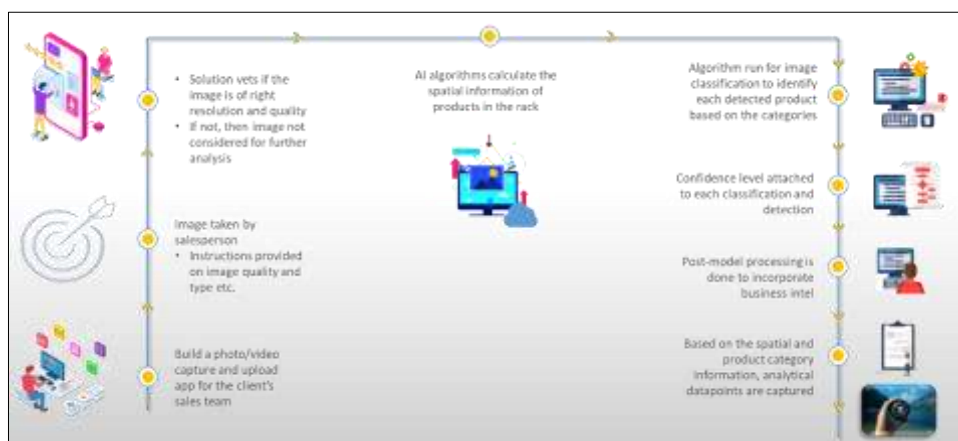 Solution vets if the
image is of right
resolution and quality
If not, then image not
considered for further
analysis
Image taken by
salesperson
Instructions provided
on image quality and
type etc.
Build a photo/video
capture and upload
app for the client's
sales team
AI algorithms calculate the
spatial information of
products in the rack
Algorithm run for image
classification to identify
each detected product
based on the categories
Confidence level attached
to each classification and
detection
Post-model processing is
done to incorporate
business intel
Based on the spatial and
product category
information, analytical
datapoints are captured